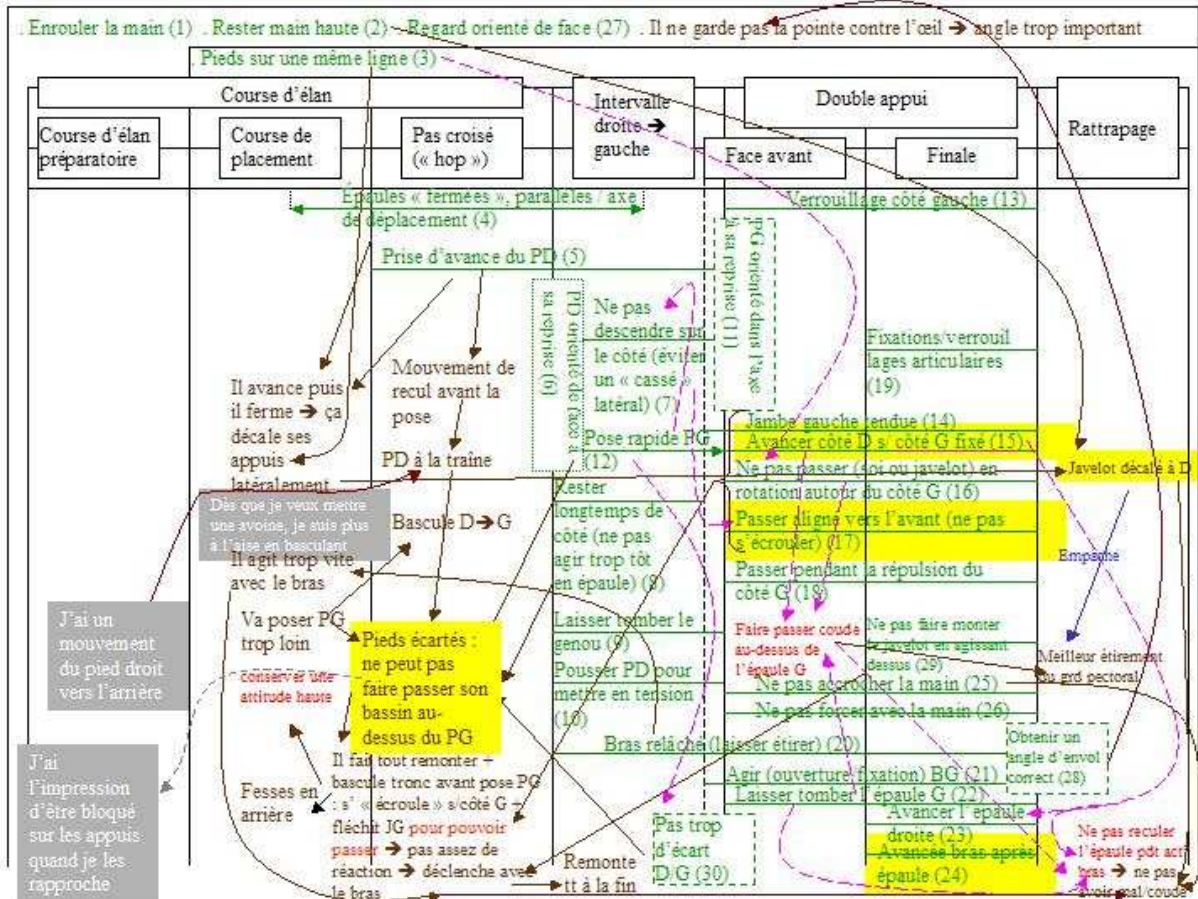 . Enrouler la main (1) . Rester main haute (2) . Regard orienté de face (27) . Il ne garde pas la pointe contre l’œil ➔ angle trop important
. Pieds sur une même ligne (3)
Course d’élan
Intervalle
droite ➔
gauche
Double appui
Rattrapage
Course d’élan
préparatoire
Course de
placement
Pas croisé
(« hop »)
Face avant
Finale
Épaules « fermées », parallèles / axe
de déplacement (4)
Verrouillage côté gauche (13)
Prise d’avance du PD (5)
PD orienté de face à
sa reprise (6)
PG orienté dans l’axe
à sa reprise (11)
Ne pas
descendre sur
le côté (éviter
un « cassé »
latéral) (7)
Fixations/verrouil
lages articulaires
(19)
Il avance puis
il ferme ➔ ça
décale ses
appuis
latéralement
Mouvement de
recul avant la
pose
PD à la traîne
Pose rapide PG
(12)
Jambe gauche tendue (14)
Avancer côté D s/ côté G fixé (15)
Ne pas passer (soi ou javelot) en
rotation autour du côté G (16)
Javelot décalé à D
Dès que je veux mettre
une avoine, je suis plus
à l’aise en basculant
Bascule D➔G
Rester
longtemps de
côté (ne pas
agir trop tôt
en épaule) (8)
Passer aligné vers l’avant (ne pas
s’écrouler) (17)
Passer pendant la répulsion du
côté G (18)
Empêche
Il agit trop vite
avec le bras
J’ai un
mouvement
du pied droit
vers l’arrière
Va poser PG
trop loin
conserver une
attitude haute
Pieds écartés :
ne peut pas
faire passer son
bassin au-
dessus du PG
Laisser tomber le
genou (9)
Pousser PD pour
mettre en tension
(10)
Faire passer coude
au-dessus de
l’épaule G
Ne pas faire monter
le javelot en agissant
dessus (29)
Meilleur étirement
du grd pectoral
Ne pas accrocher la main (25)
Ne pas forcer avec la main (26)
Bras relâché (laisser étirer) (20)
Obtenir un
angle d’envol
correct (28)
J’ai
l’impression
d’être bloqué
sur les appuis
quand je les
rapproche
Fesses en
arrière
Il fait tout remonter +
bascule tronc avant pose PG
: s’ « écroule » s/côté G +
fléchit JG pour pouvoir
passer ➔ pas assez de
réaction ➔ déclenche avec
le bras
Remonte
tt à la fin
Agir (ouverture, fixation) BG (21)
Laisser tomber l’épaule G (22)
Pas trop
d’écart
D/G (30)
Avancer l’épaule
droite (23)
Avancée bras après
épaule (24)
Ne pas reculer
l’épaule pdt act°
bras ➔ ne pas
avoir mal/coude